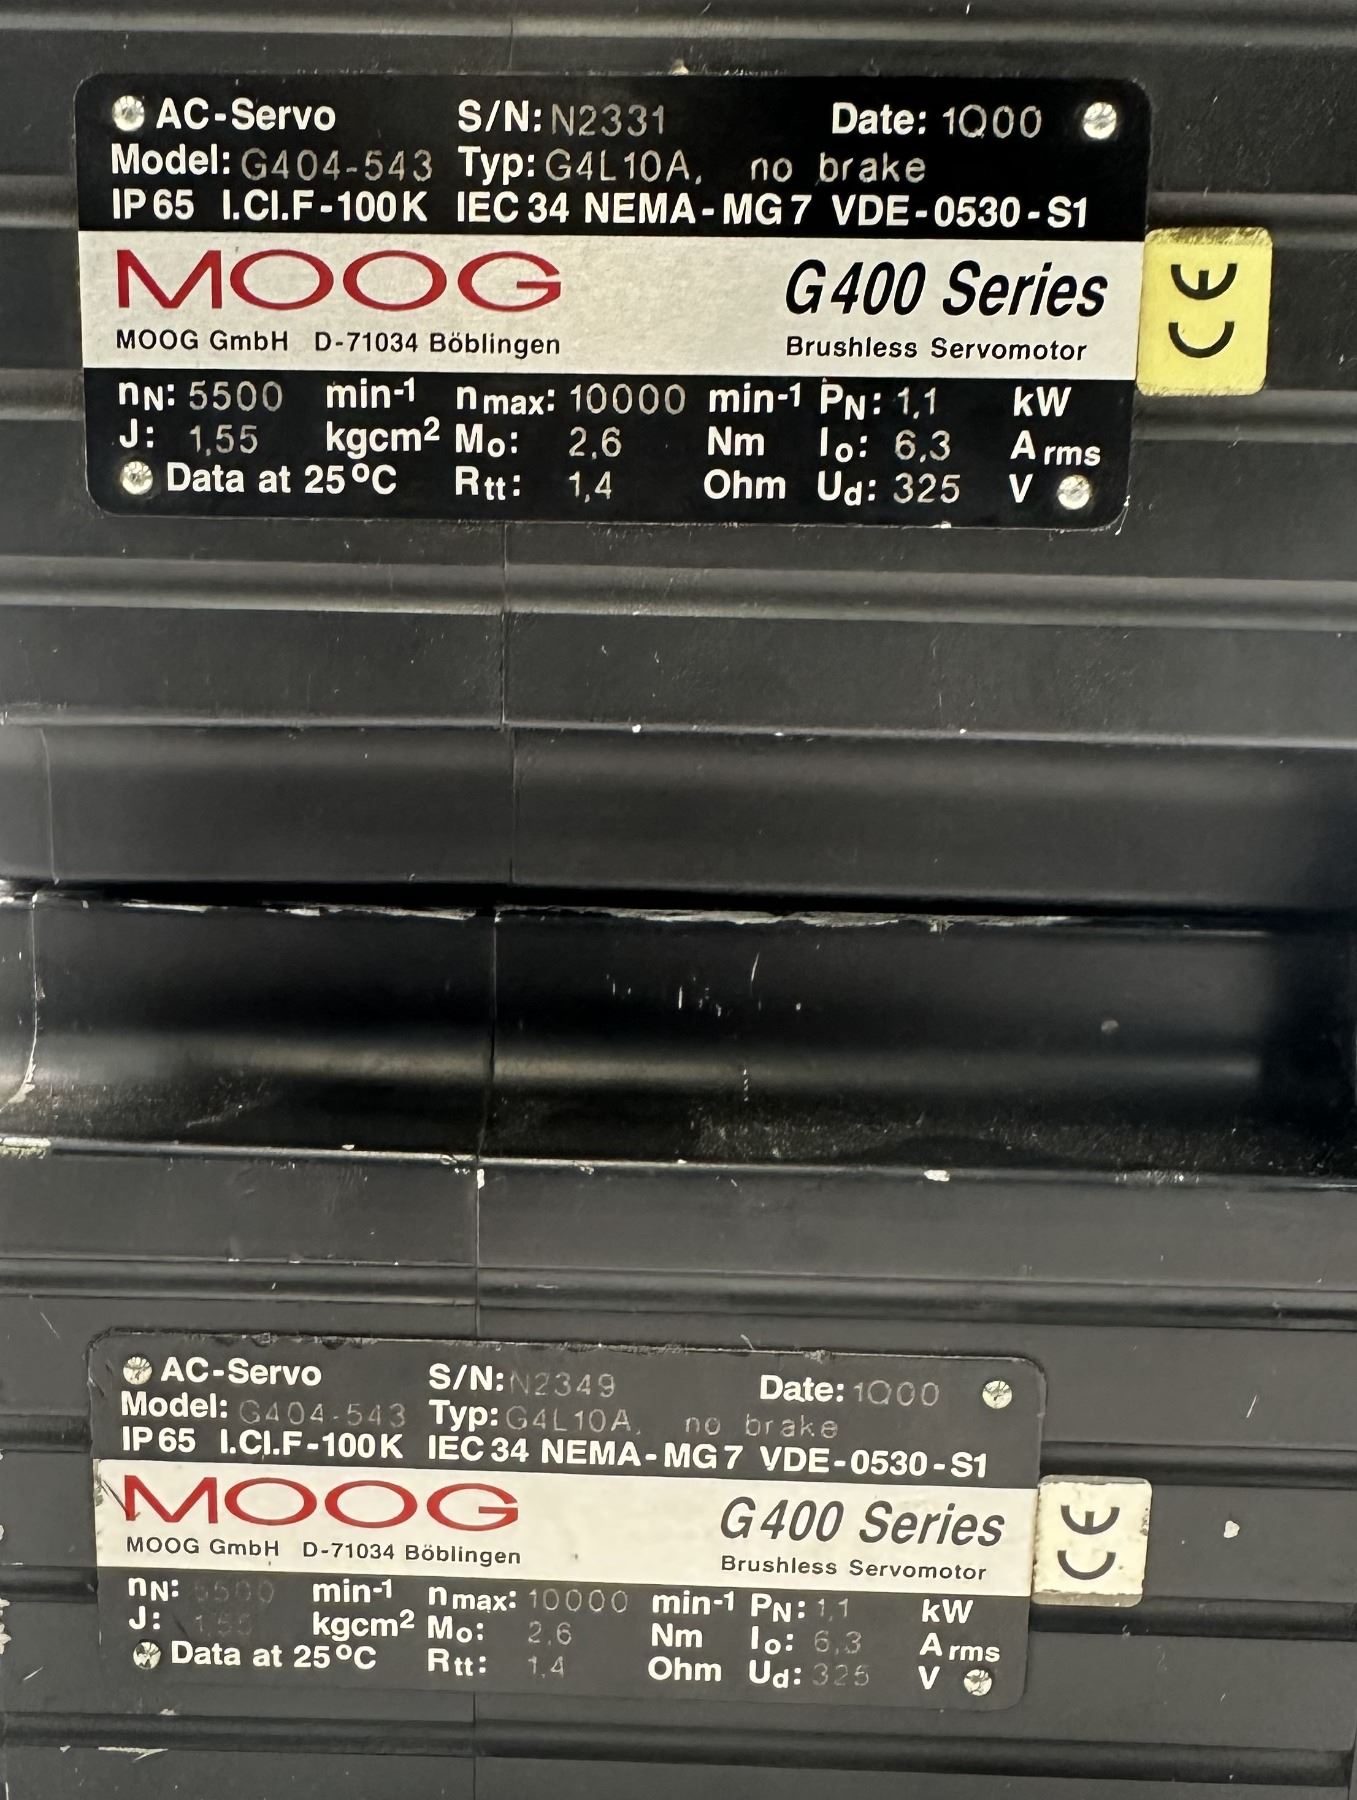 AC-Servo S/N: N2331 Date: 1Q00
Model: G404-543 Typ: G4L10A, no brake
IP 65 I.Cl.F-100K IEC 34 NEMA-MG 7 VDE-0530-S1
MOOG G400 Series
MOOG GmbH D-71034 Böblingen Brushless Servomotor
CE
nN: 5500 min-1 nmax: 10000 min-1 PN: 1,1 kW
J: 1,55 kgcm² Mo: 2,6 Nm Io: 6,3 Arms
Data at 25°C Rtt: 1,4 Ohm Ud: 325 V
AC-Servo S/N: N2349 Date: 1Q00
Model: G404-543 Typ: G4L10A, no brake
IP 65 I.Cl.F-100K IEC 34 NEMA-MG 7 VDE-0530-S1
MOOG G400 Series
MOOG GmbH D-71034 Böblingen Brushless Servomotor
CE
nN: 5500 min-1 nmax: 10000 min-1 PN: 1,1 kW
J: 1,55 kgcm² Mo: 2,6 Nm Io: 6,3 Arms
Data at 25°C Rtt: 1,4 Ohm Ud: 325 V